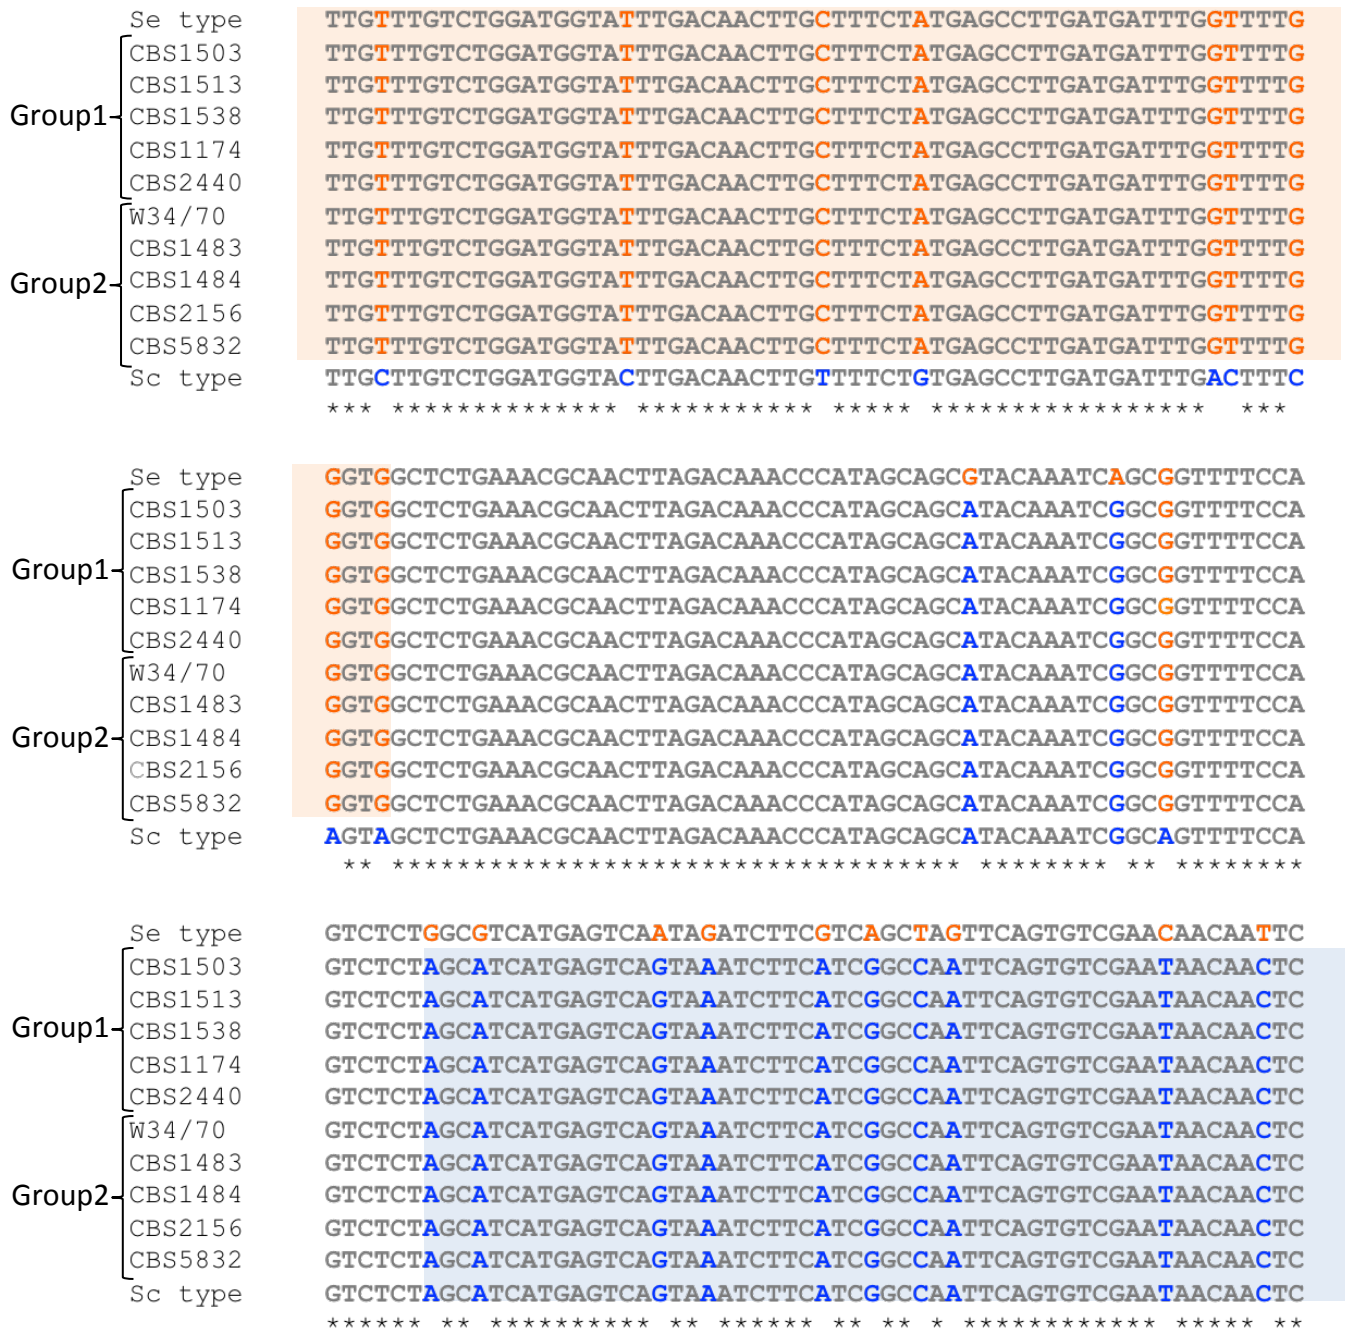 Se type TTGTTTGTCTGGATGGTATTTGACAACTTGCTTTCTATGAGCCTTGATGATTTGGTTTTG
CBS1503 TTGTTTGTCTGGATGGTATTTGACAACTTGCTTTCTATGAGCCTTGATGATTTGGTTTTG
CBS1513 TTGTTTGTCTGGATGGTATTTGACAACTTGCTTTCTATGAGCCTTGATGATTTGGTTTTG
Group1 CBS1538 TTGTTTGTCTGGATGGTATTTGACAACTTGCTTTCTATGAGCCTTGATGATTTGGTTTTG
CBS1174 TTGTTTGTCTGGATGGTATTTGACAACTTGCTTTCTATGAGCCTTGATGATTTGGTTTTG
CBS2440 TTGTTTGTCTGGATGGTATTTGACAACTTGCTTTCTATGAGCCTTGATGATTTGGTTTTG
W34/70 TTGTTTGTCTGGATGGTATTTGACAACTTGCTTTCTATGAGCCTTGATGATTTGGTTTTG
CBS1483 TTGTTTGTCTGGATGGTATTTGACAACTTGCTTTCTATGAGCCTTGATGATTTGGTTTTG
Group2 CBS1484 TTGTTTGTCTGGATGGTATTTGACAACTTGCTTTCTATGAGCCTTGATGATTTGGTTTTG
CBS2156 TTGTTTGTCTGGATGGTATTTGACAACTTGCTTTCTATGAGCCTTGATGATTTGGTTTTG
CBS5832 TTGTTTGTCTGGATGGTATTTGACAACTTGCTTTCTATGAGCCTTGATGATTTGGTTTTG
Sc type TTGCTTGTCTGGATGGTACTTGACAACTTGTTTTCTGTGAGCCTTGATGATTTGACTTTC
*** ************** *********** ***** *****************  ***
Se type GGTGGCTCTGAAACGCAACTTAGACAAACCCATAGCAGCGTACAAATCAGCGGTTTTCCA
CBS1503 GGTGGCTCTGAAACGCAACTTAGACAAACCCATAGCAGCATACAAATCGGCGGTTTTCCA
CBS1513 GGTGGCTCTGAAACGCAACTTAGACAAACCCATAGCAGCATACAAATCGGCGGTTTTCCA
Group1 CBS1538 GGTGGCTCTGAAACGCAACTTAGACAAACCCATAGCAGCATACAAATCGGCGGTTTTCCA
CBS1174 GGTGGCTCTGAAACGCAACTTAGACAAACCCATAGCAGCATACAAATCGGCGGTTTTCCA
CBS2440 GGTGGCTCTGAAACGCAACTTAGACAAACCCATAGCAGCATACAAATCGGCGGTTTTCCA
W34/70 GGTGGCTCTGAAACGCAACTTAGACAAACCCATAGCAGCATACAAATCGGCGGTTTTCCA
CBS1483 GGTGGCTCTGAAACGCAACTTAGACAAACCCATAGCAGCATACAAATCGGCGGTTTTCCA
Group2 CBS1484 GGTGGCTCTGAAACGCAACTTAGACAAACCCATAGCAGCATACAAATCGGCGGTTTTCCA
CBS2156 GGTGGCTCTGAAACGCAACTTAGACAAACCCATAGCAGCATACAAATCGGCGGTTTTCCA
CBS5832 GGTGGCTCTGAAACGCAACTTAGACAAACCCATAGCAGCATACAAATCGGCGGTTTTCCA
Sc type AGTAGCTCTGAAACGCAACTTAGACAAACCCATAGCAGCATACAAATCGGCAGTTTTCCA
** *********************************** ******** ** ********
Se type GTCTCTGGCGTCATGAGTCAATAGATCTTCGTCAGCTAGTTCAGTGTCGAACAACAATTC
CBS1503 GTCTCTAGCATCATGAGTCAGTAAATCTTCATCGGCCAATTCAGTGTCGAATAACAACTC
CBS1513 GTCTCTAGCATCATGAGTCAGTAAATCTTCATCGGCCAATTCAGTGTCGAATAACAACTC
Group1 CBS1538 GTCTCTAGCATCATGAGTCAGTAAATCTTCATCGGCCAATTCAGTGTCGAATAACAACTC
CBS1174 GTCTCTAGCATCATGAGTCAGTAAATCTTCATCGGCCAATTCAGTGTCGAATAACAACTC
CBS2440 GTCTCTAGCATCATGAGTCAGTAAATCTTCATCGGCCAATTCAGTGTCGAATAACAACTC
W34/70 GTCTCTAGCATCATGAGTCAGTAAATCTTCATCGGCCAATTCAGTGTCGAATAACAACTC
CBS1483 GTCTCTAGCATCATGAGTCAGTAAATCTTCATCGGCCAATTCAGTGTCGAATAACAACTC
Group2 CBS1484 GTCTCTAGCATCATGAGTCAGTAAATCTTCATCGGCCAATTCAGTGTCGAATAACAACTC
CBS2156 GTCTCTAGCATCATGAGTCAGTAAATCTTCATCGGCCAATTCAGTGTCGAATAACAACTC
CBS5832 GTCTCTAGCATCATGAGTCAGTAAATCTTCATCGGCCAATTCAGTGTCGAATAACAACTC
Sc type GTCTCTAGCATCATGAGTCAGTAAATCTTCATCGGCCAATTCAGTGTCGAATAACAACTC
****** ** ********** ** ****** ** ** * ************ ***** **